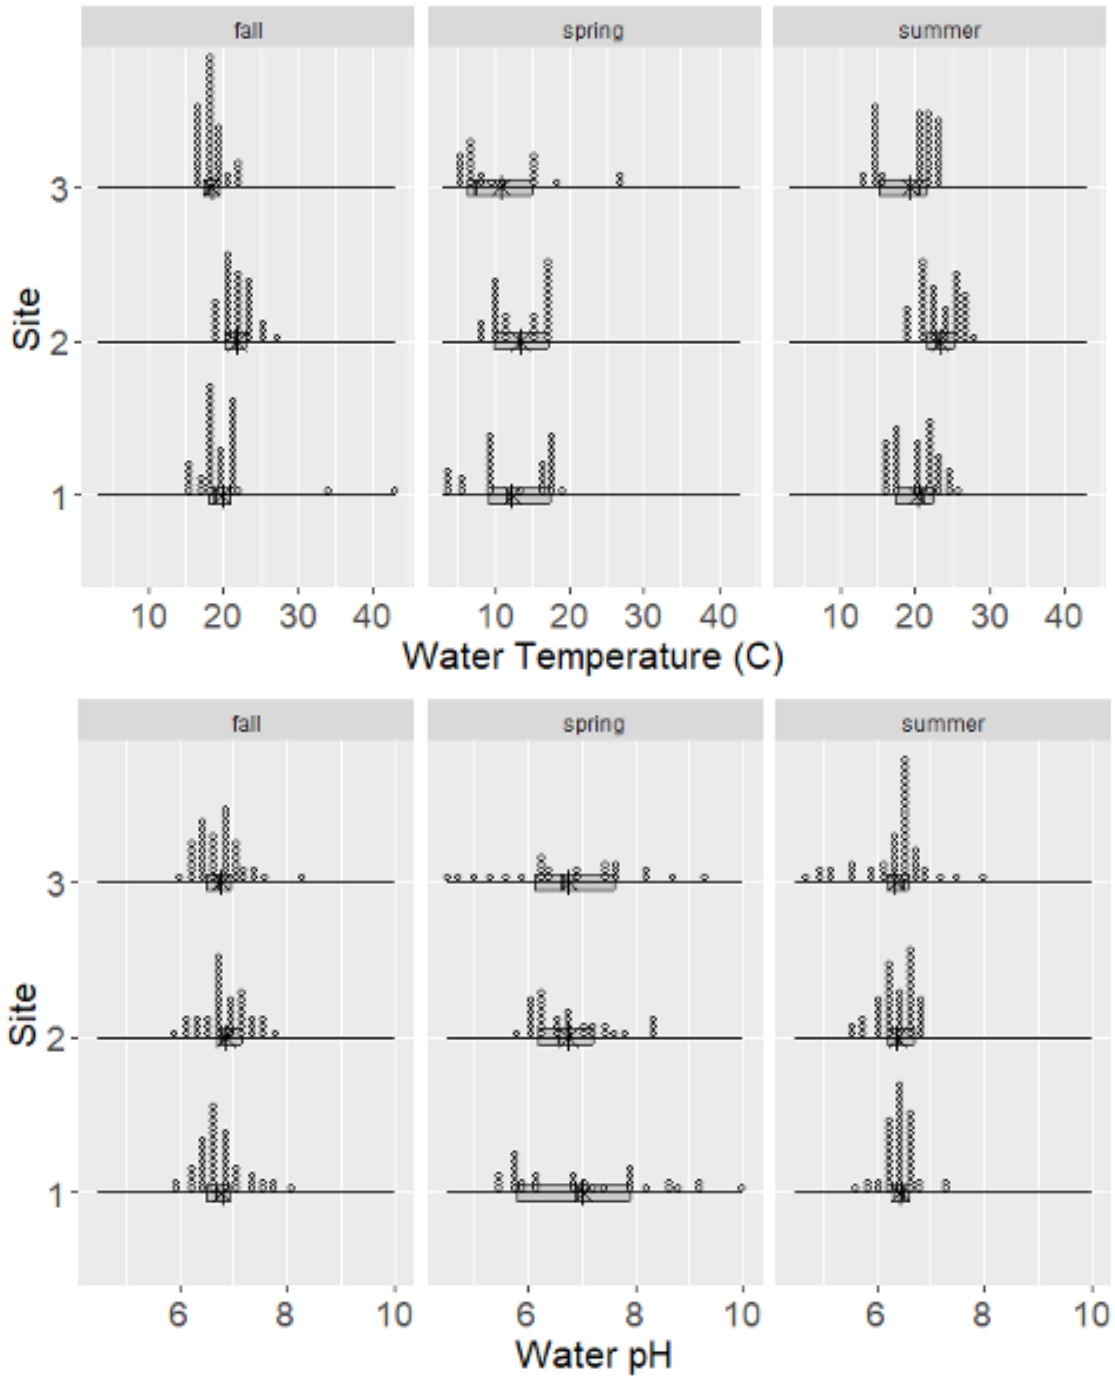 fall spring summer
3
2
1
Site
10 20 30 40 10 20 30 40 10 20 30 40
Water Temperature (C)
fall spring summer
3
2
1
Site
6 8 10 6 8 10 6 8 10
Water pH